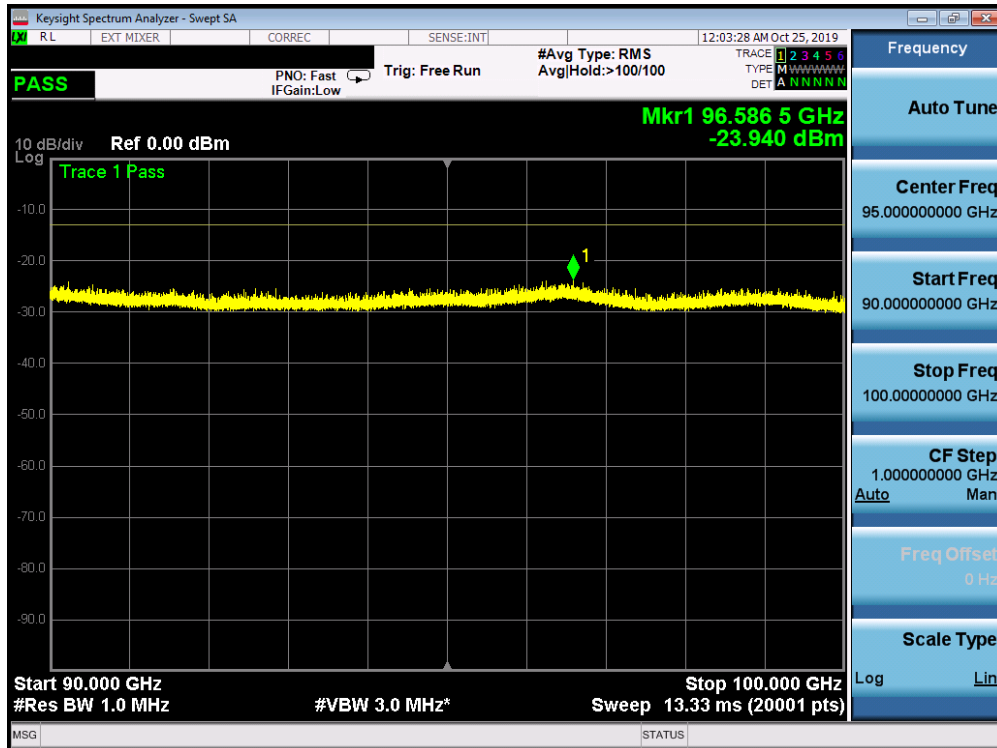 Keysight Spectrum Analyzer - Swept SA
LXI RL EXT MIXER CORREC SENSE:INT 12:03:28 AM Oct 25, 2019
PASS
PNO: Fast
IFGain:Low
Trig: Free Run
#Avg Type: RMS
Avg|Hold:>100/100
TRACE 1 2 3 4 5 6
TYPE M WWWWW
DET A N N N N N
Mkr1 96.586 5 GHz
-23.940 dBm
10 dB/div Ref 0.00 dBm
Log
Trace 1 Pass
-10.0
-20.0
1
-30.0
-40.0
-50.0
-60.0
-70.0
-80.0
-90.0
Start 90.000 GHz Stop 100.000 GHz
#Res BW 1.0 MHz #VBW 3.0 MHz* Sweep 13.33 ms (20001 pts)
MSG STATUS
Frequency
Auto Tune
Center Freq
95.000000000 GHz
Start Freq
90.000000000 GHz
Stop Freq
100.00000000 GHz
CF Step
1.000000000 GHz
Auto Man
Freq Offset
0 Hz
Scale Type
Log Lin